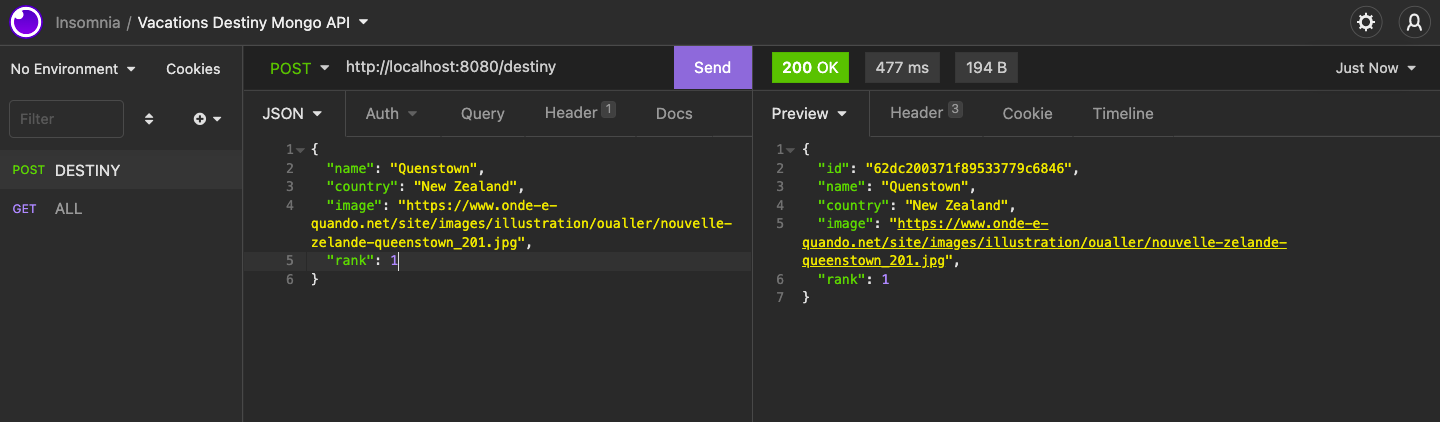 Insomnia / Vacations Destiny Mongo API
No Environment
Cookies
Filter
POST DESTINY
GET ALL
POST http://localhost:8080/destiny
Send
JSON
Auth
Query
Header 1
Docs
1 {
2 "name": "Quenstown",
3 "country": "New Zealand",
4 "image": "https://www.onde-e-
quando.net/site/images/illustration/oualler/nouvelle-
zelande-queenstown_201.jpg",
5 "rank": 1
6 }
200 OK
477 ms
194 B
Just Now
Preview
Header 3
Cookie
Timeline
1 {
2 "id": "62dc200371f89533779c6846",
3 "name": "Quenstown",
4 "country": "New Zealand",
5 "image": "https://www.onde-e-
quando.net/site/images/illustration/oualler/nouvelle-zelande-
queenstown_201.jpg",
6 "rank": 1
7 }